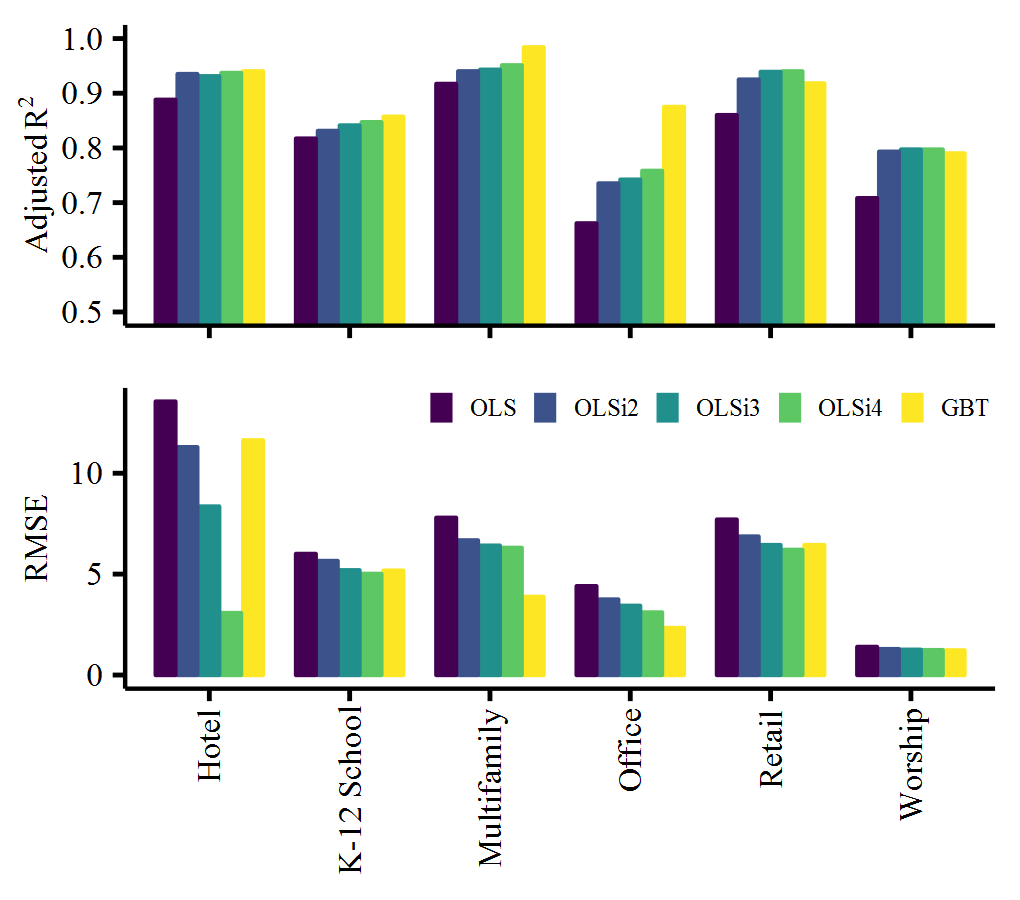 Adjusted R²
1.0
0.9
0.8
0.7
0.6
0.5
OLS OLSi2 OLSi3 OLSi4 GBT
RMSE
10
5
0
Hotel
K-12 School
Multifamily
Office
Retail
Worship